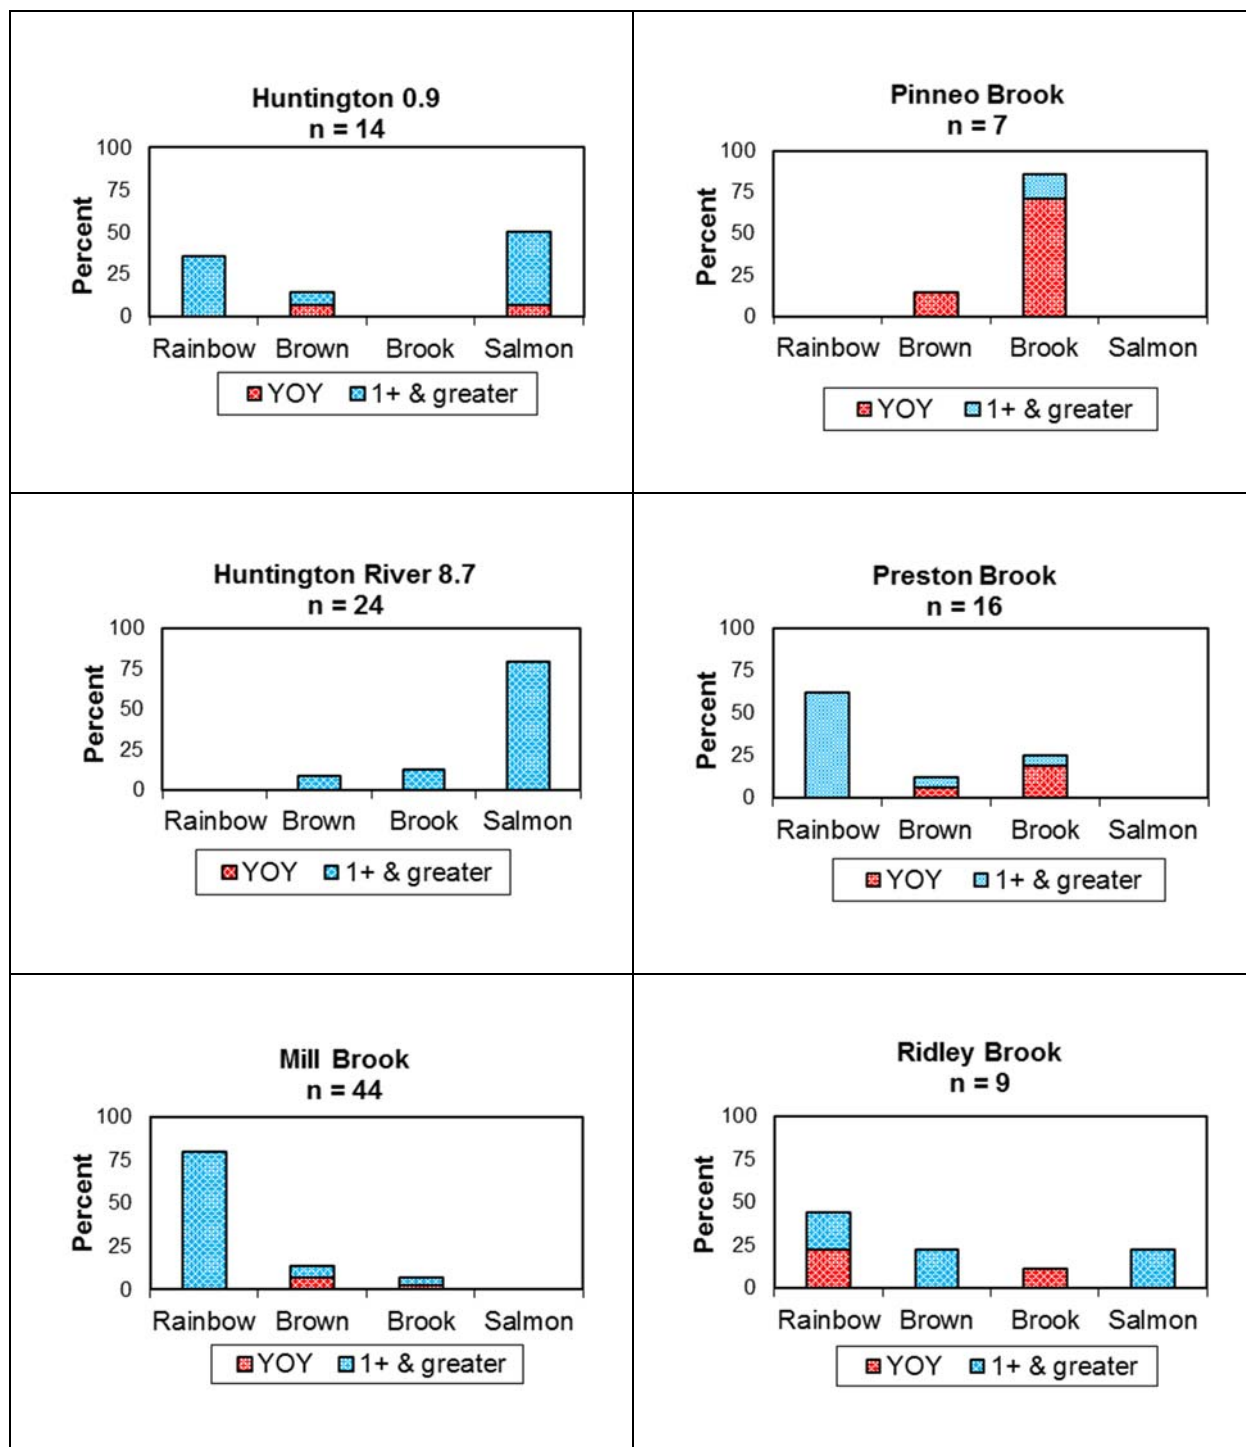 Huntington 0.9
n = 14
100
75
50
25
0
Percent
Rainbow Brown Brook Salmon
YOY 1+ & greater
Pinneo Brook
n = 7
100
75
50
25
0
Percent
Rainbow Brown Brook Salmon
YOY 1+ & greater
Huntington River 8.7
n = 24
100
75
50
25
0
Percent
Rainbow Brown Brook Salmon
YOY 1+ & greater
Preston Brook
n = 16
100
75
50
25
0
Percent
Rainbow Brown Brook Salmon
YOY 1+ & greater
Mill Brook
n = 44
100
75
50
25
0
Percent
Rainbow Brown Brook Salmon
YOY 1+ & greater
Ridley Brook
n = 9
100
75
50
25
0
Percent
Rainbow Brown Brook Salmon
YOY 1+ & greater